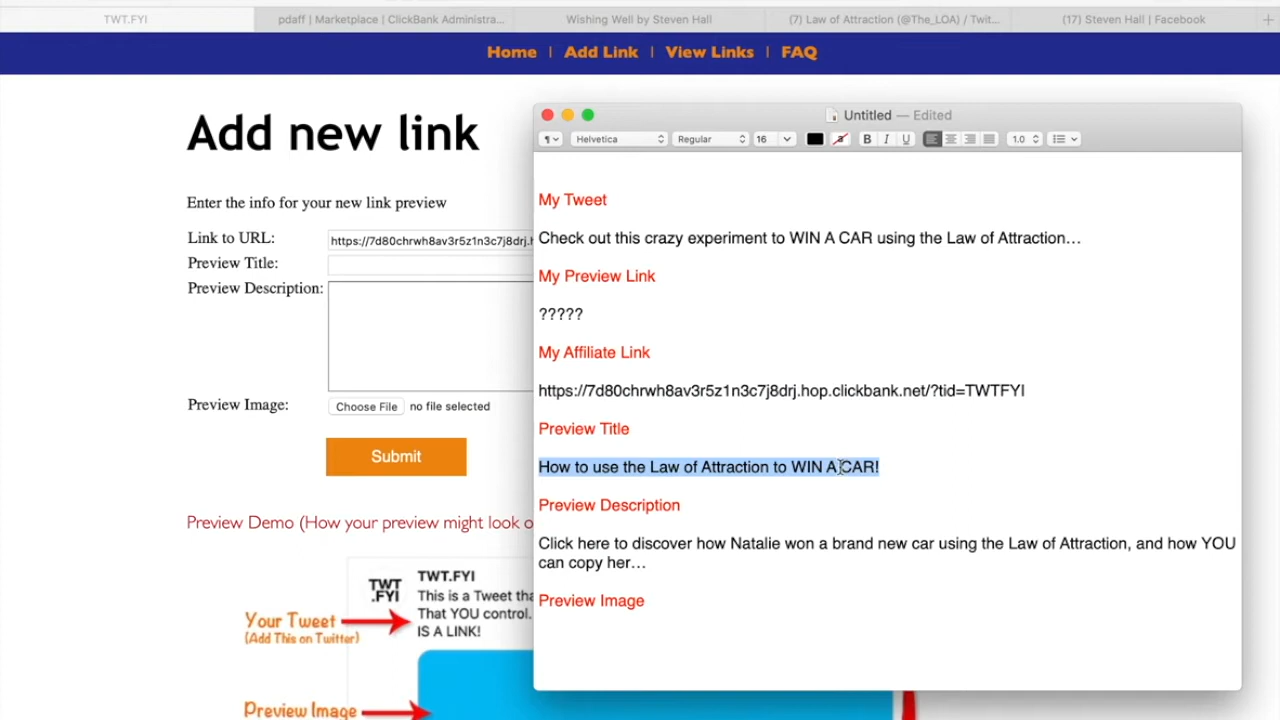 TWT.FYI
pdaff | Marketplace | ClickBank Administra...
Wishing Well by Steven Hall
(7) Law of Attraction (@The_LOA) / Twit...
(17) Steven Hall | Facebook
Home | Add Link | View Links | FAQ
Add new link
Enter the info for your new link preview
Link to URL:
https://7d80chrwh8av3r5z1n3c7j8drj.h
Preview Title:
Preview Description:
Preview Image:
Choose File no file selected
Submit
Preview Demo (How your preview might look o
TWT
.FYI
TWT.FYI
This is a Tweet tha
That YOU control.
IS A LINK!
Your Tweet
(Add This on Twitter)
Preview Image
Untitled — Edited
Helvetica Regular 16 a B I U 1.0
My Tweet
Check out this crazy experiment to WIN A CAR using the Law of Attraction…
My Preview Link
?????
My Affiliate Link
https://7d80chrwh8av3r5z1n3c7j8drj.hop.clickbank.net/?tid=TWTFYI
Preview Title
How to use the Law of Attraction to WIN A CAR!
Preview Description
Click here to discover how Natalie won a brand new car using the Law of Attraction, and how YOU
can copy her…
Preview Image